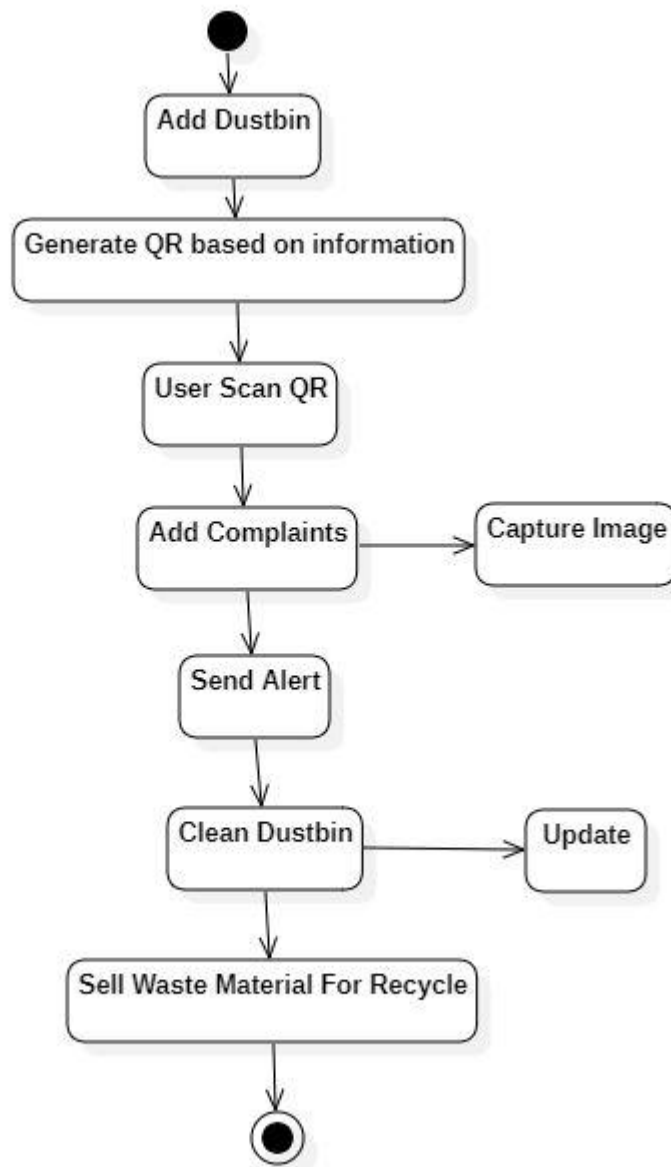 Add Dustbin
Generate QR based on information
User Scan QR
Add Complaints
Capture Image
Send Alert
Clean Dustbin
Update
Sell Waste Material For Recycle